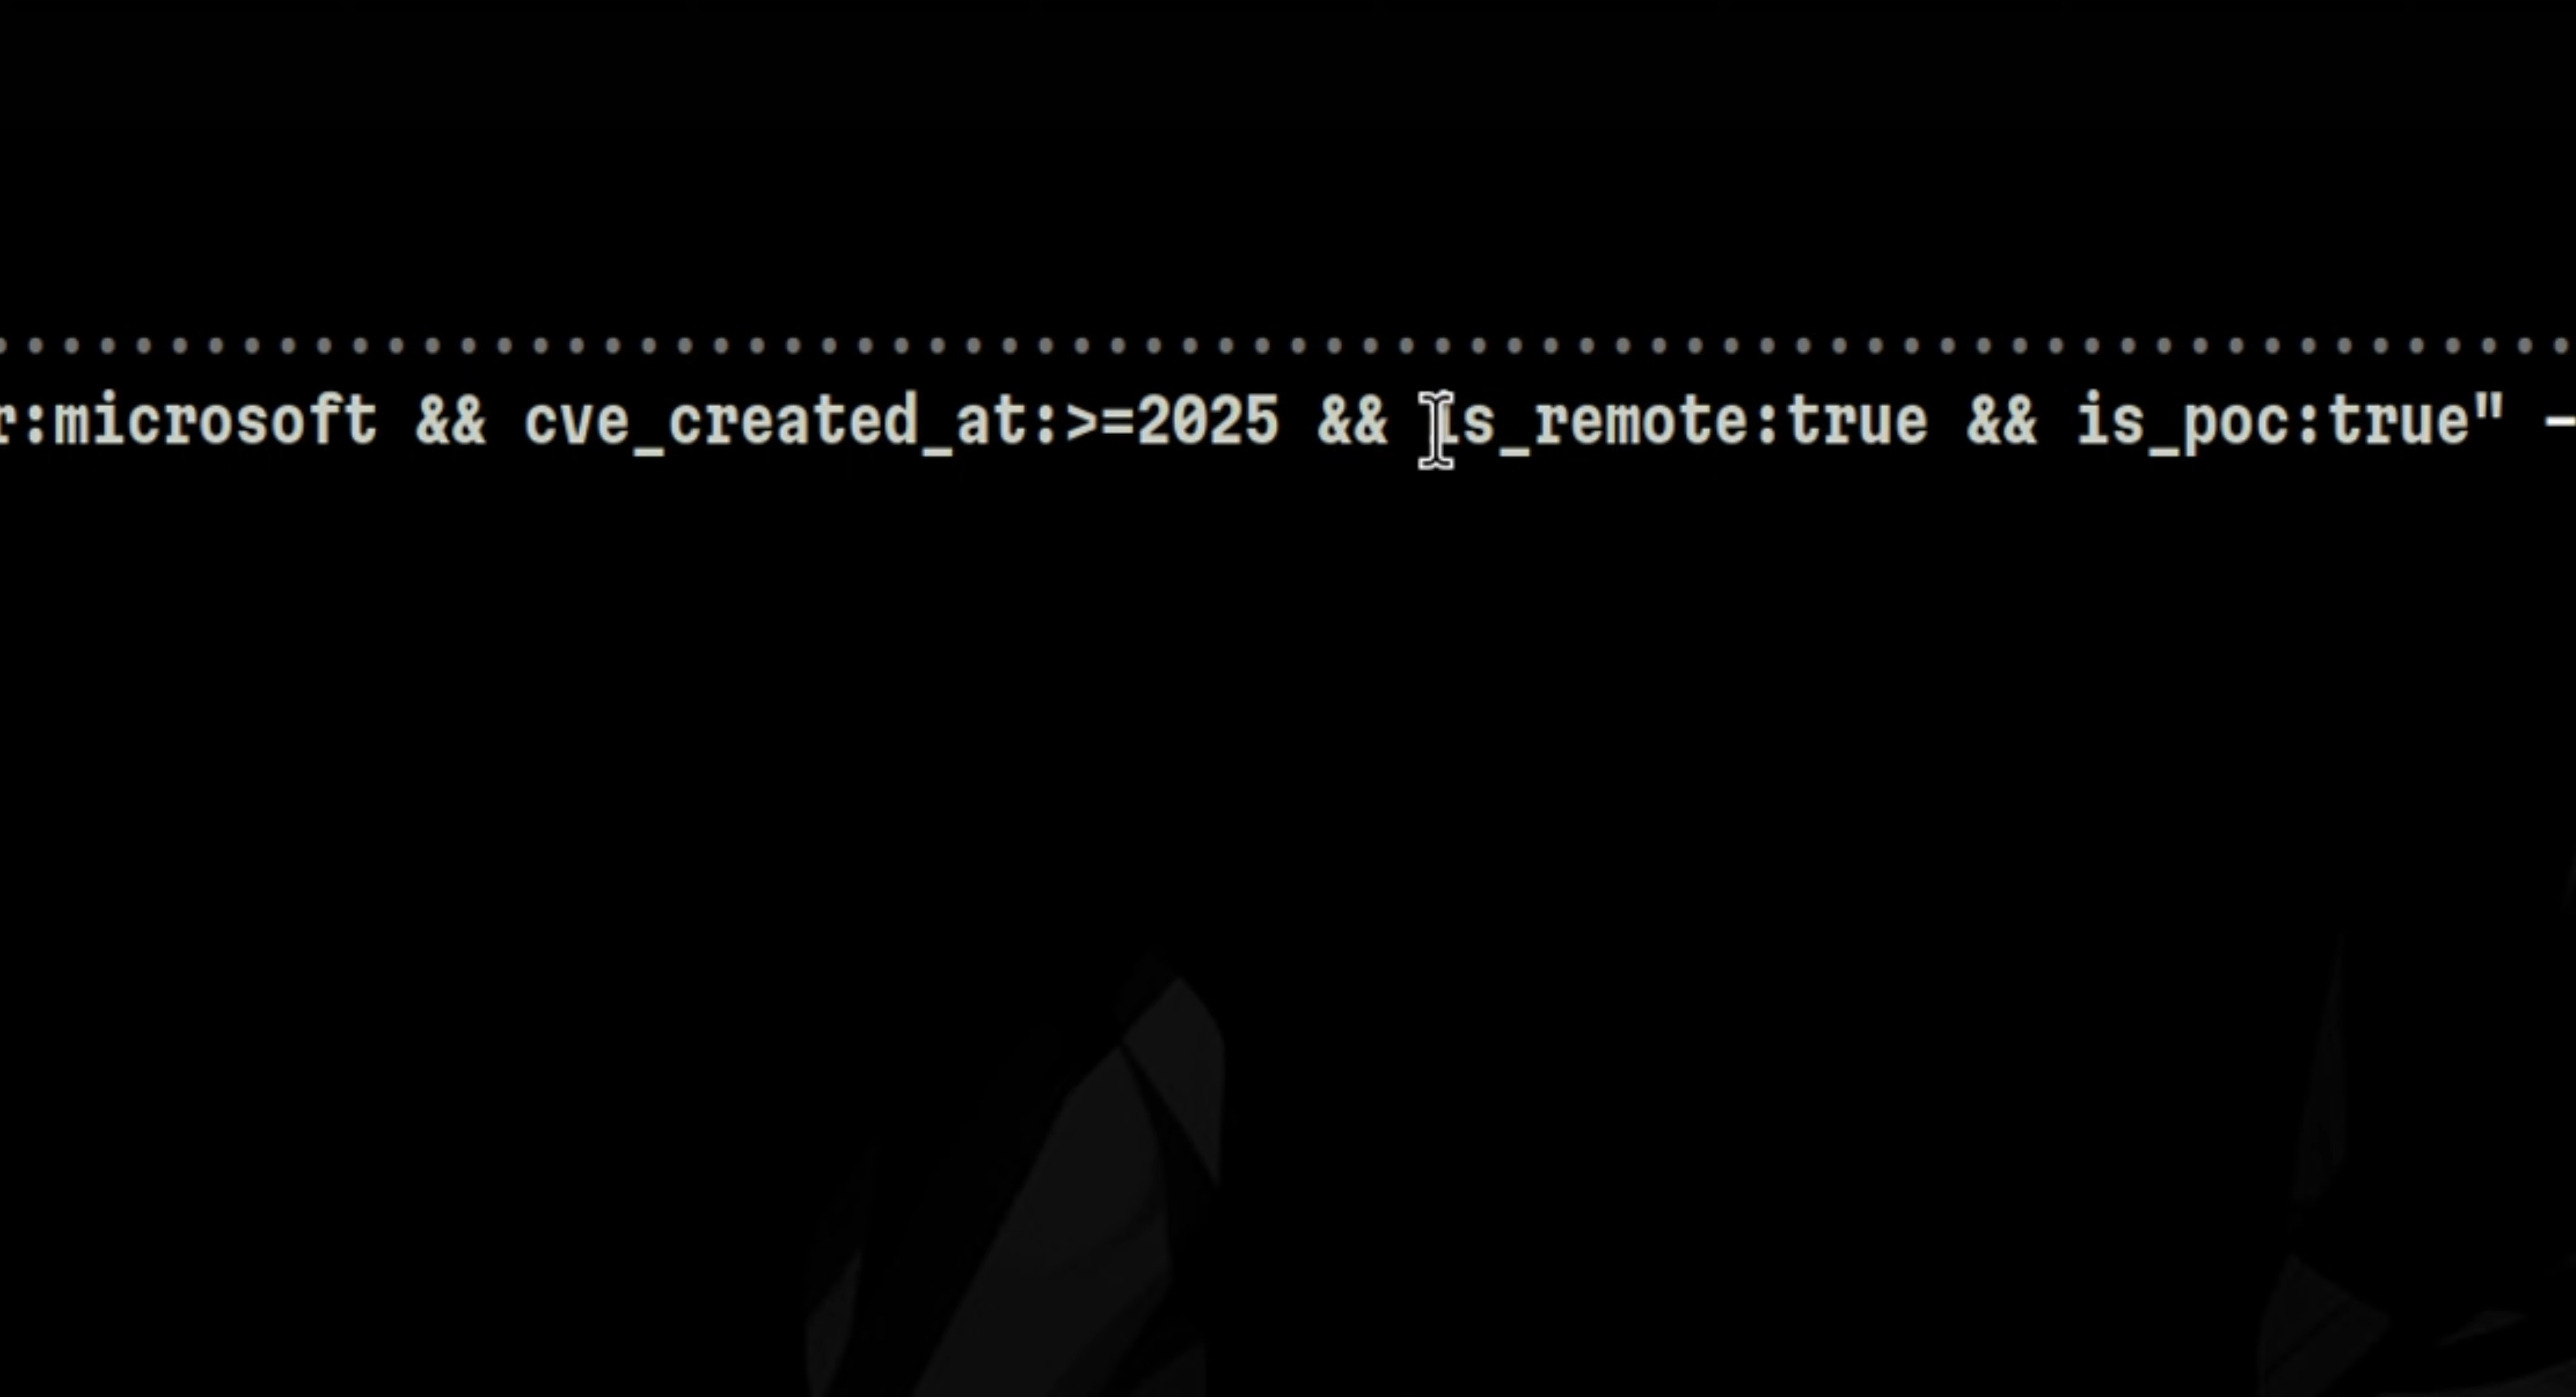 r:microsoft && cve_created_at:>=2025 && is_remote:true && is_poc:true" -